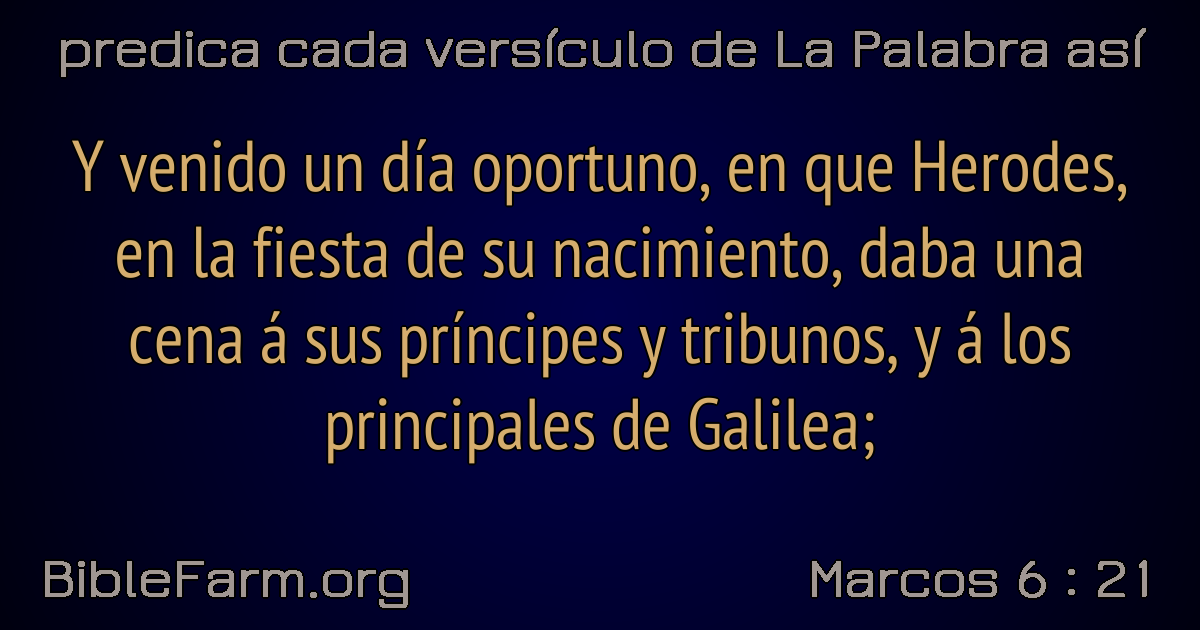 predica cada versículo de La Palabra así
Y venido un día oportuno, en que Herodes,
en la fiesta de su nacimiento, daba una
cena á sus príncipes y tribunos, y á los
principales de Galilea;
BibleFarm.org
Marcos 6 : 21